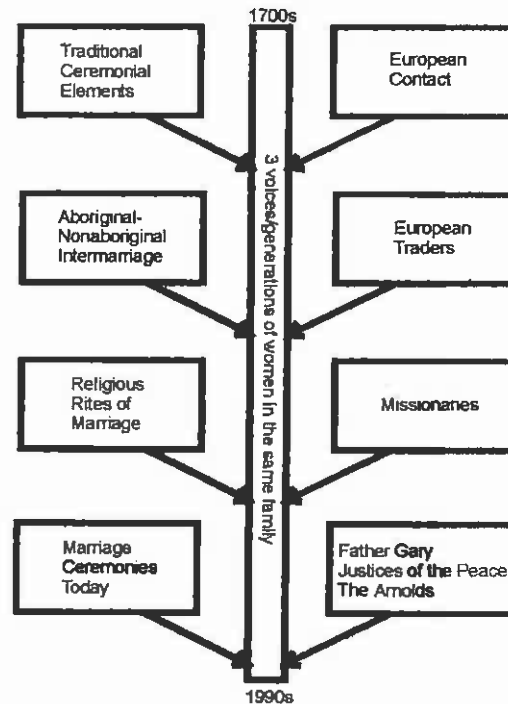 1700s
Traditional
Ceremonial
Elements
European
Contact
3 voices/generations of women in the same family
Aboriginal-
Nonaboriginal
Intermarriage
European
Traders
Religious
Rites of
Marriage
Missionaries
Marriage
Ceremonies
Today
Father Gary
Justices of the Peace
The Arnolds
1990s